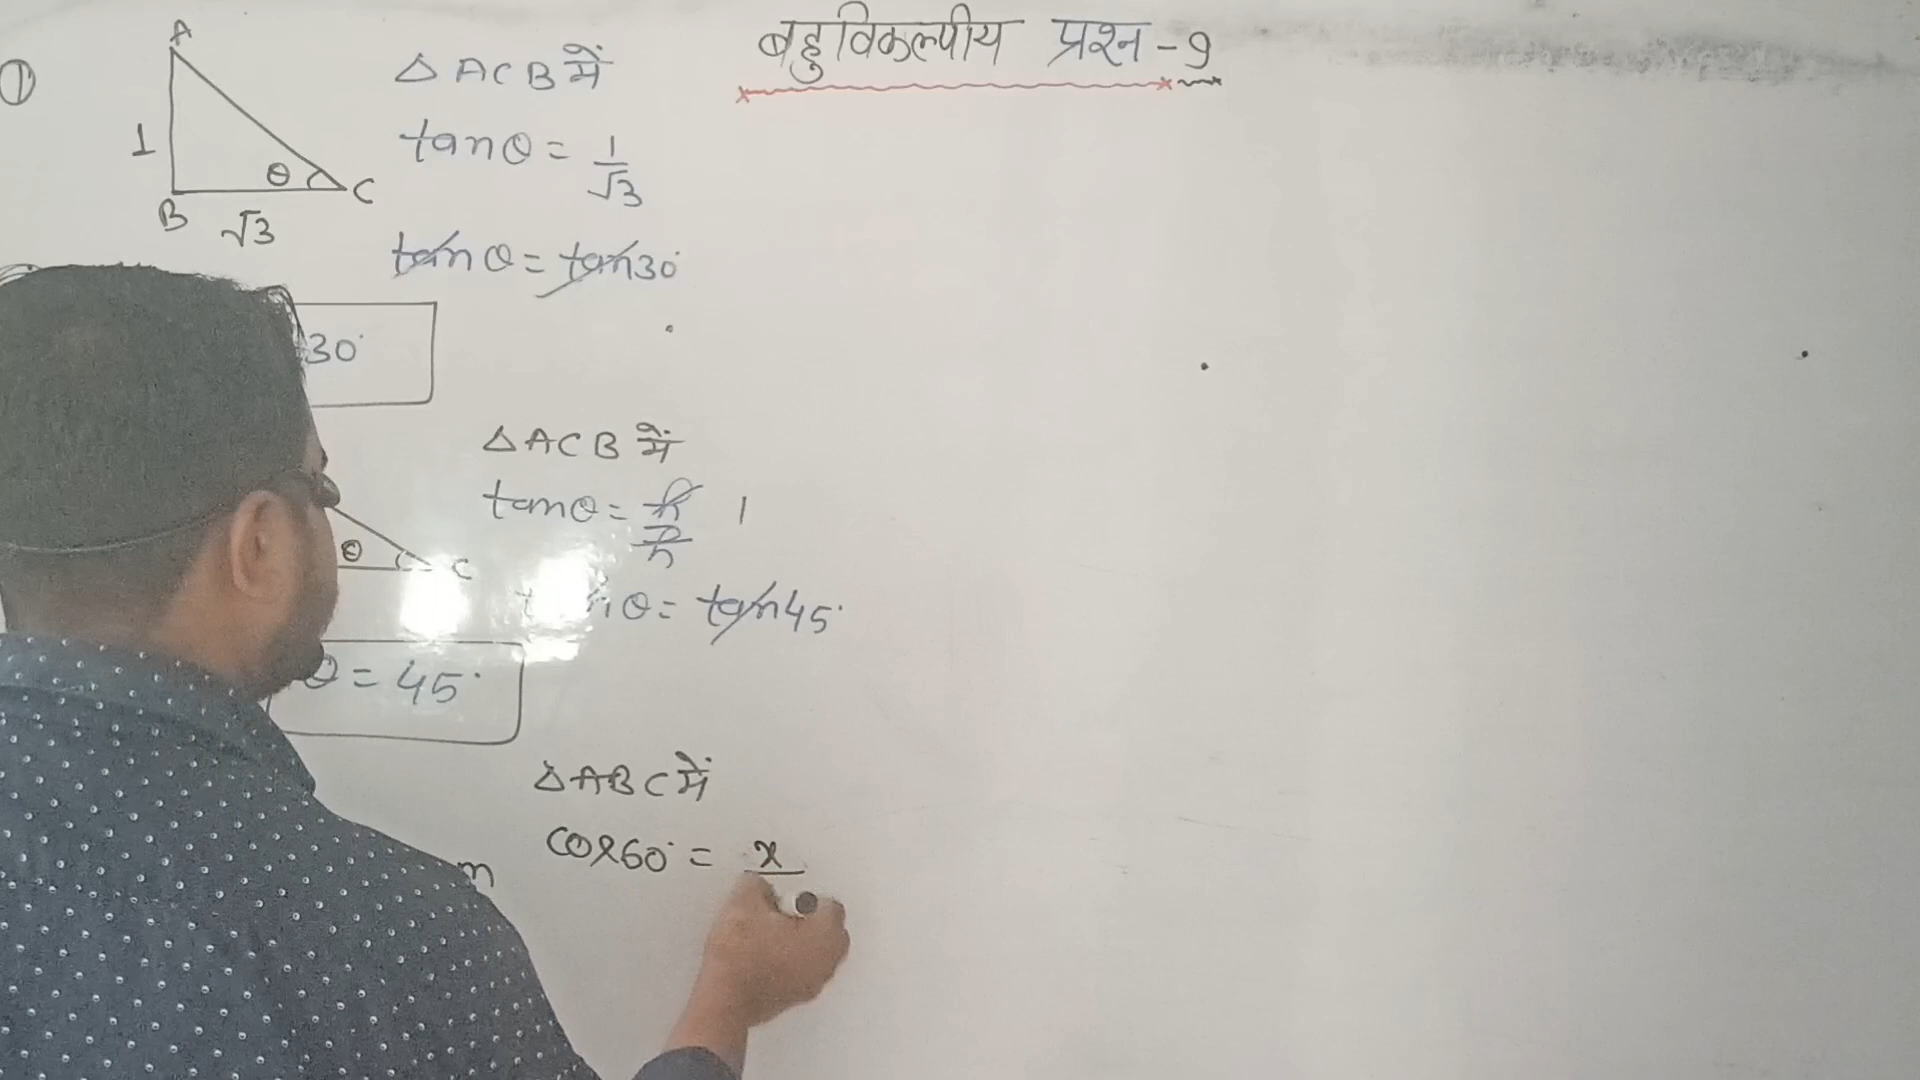 बहुविकल्पीय प्रश्न - 9
①
A
1
B
√3
θ
C
△ ACB में
tanθ = 1/√3
tanθ = tan30°
30°
△ACB में
tanθ = h/h 1
θ C
θ = tan45°
θ = 45°
△ABC में
cos60° = x
m